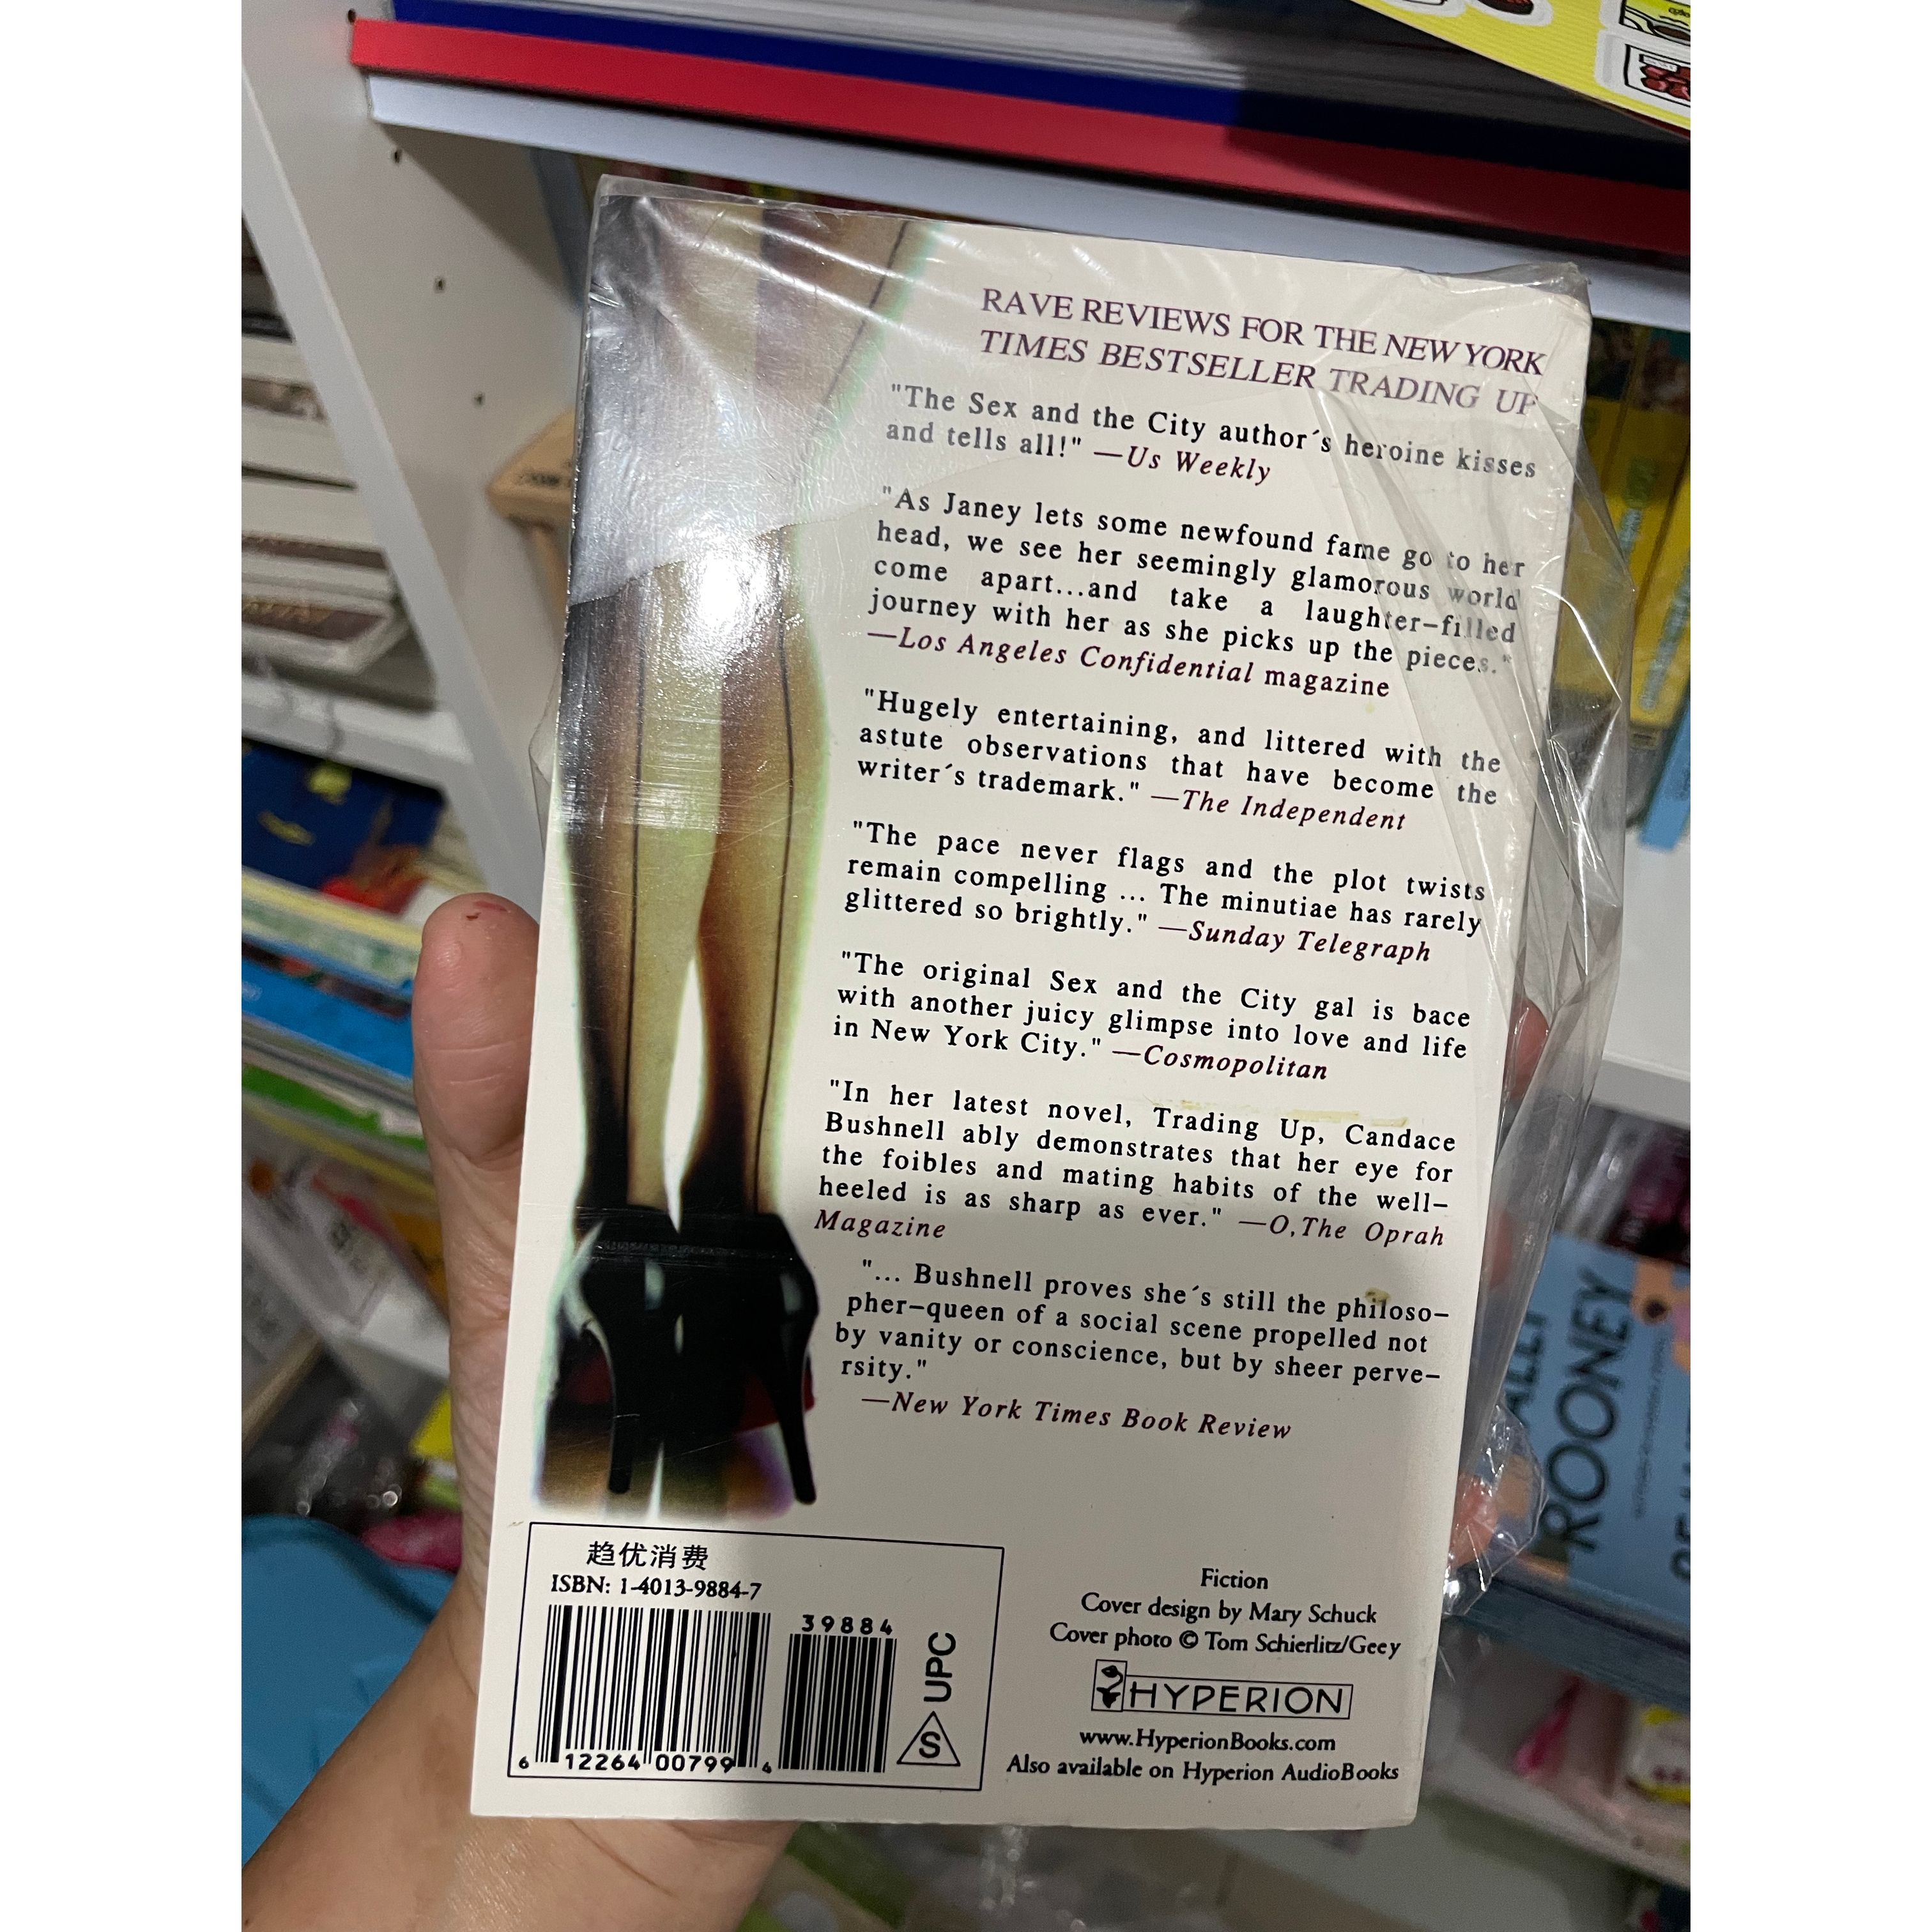 RAVE REVIEWS FOR THE NEW YORK
TIMES BESTSELLER TRADING UP
"The Sex and the City author´s heroine kisses
and tells all!" —Us Weekly
"As Janey lets some newfound fame go to her
head, we see her seemingly glamorous world
come apart...and take a laughter–filled
journey with her as she picks up the pieces."
—Los Angeles Confidential magazine
"Hugely entertaining, and littered with the
astute observations that have become the
writer´s trademark." —The Independent
"The pace never flags and the plot twists
remain compelling ... The minutiae has rarely
glittered so brightly." —Sunday Telegraph
"The original Sex and the City gal is bace
with another juicy glimpse into love and life
in New York City." —Cosmopolitan
"In her latest novel, Trading Up, Candace
Bushnell ably demonstrates that her eye for
the foibles and mating habits of the well–
heeled is as sharp as ever." —O,The Oprah
Magazine
"... Bushnell proves she´s still the philoso–
pher–queen of a social scene propelled not
by vanity or conscience, but by sheer perve–
rsity."
—New York Times Book Review
趋优消费
ISBN: 1-4013-9884-7
39884
6 12264 00799 4
UPC
S
Fiction
Cover design by Mary Schuck
Cover photo © Tom Schierlitz/Geey
HYPERION
www.HyperionBooks.com
Also available on Hyperion AudioBooks
ROONEY